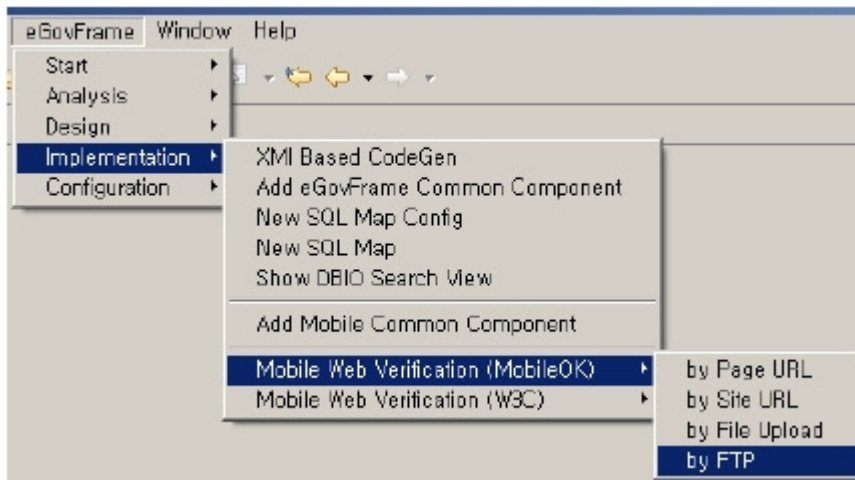 eGovFrame Window Help
Start
Analysis
Design
Implementation
Configuration
XMI Based CodeGen
Add eGovFrame Common Component
New SQL Map Config
New SQL Map
Show DBIO Search View
Add Mobile Common Component
Mobile Web Verification (MobileOK)
Mobile Web Verification (W3C)
by Page URL
by Site URL
by File Upload
by FTP